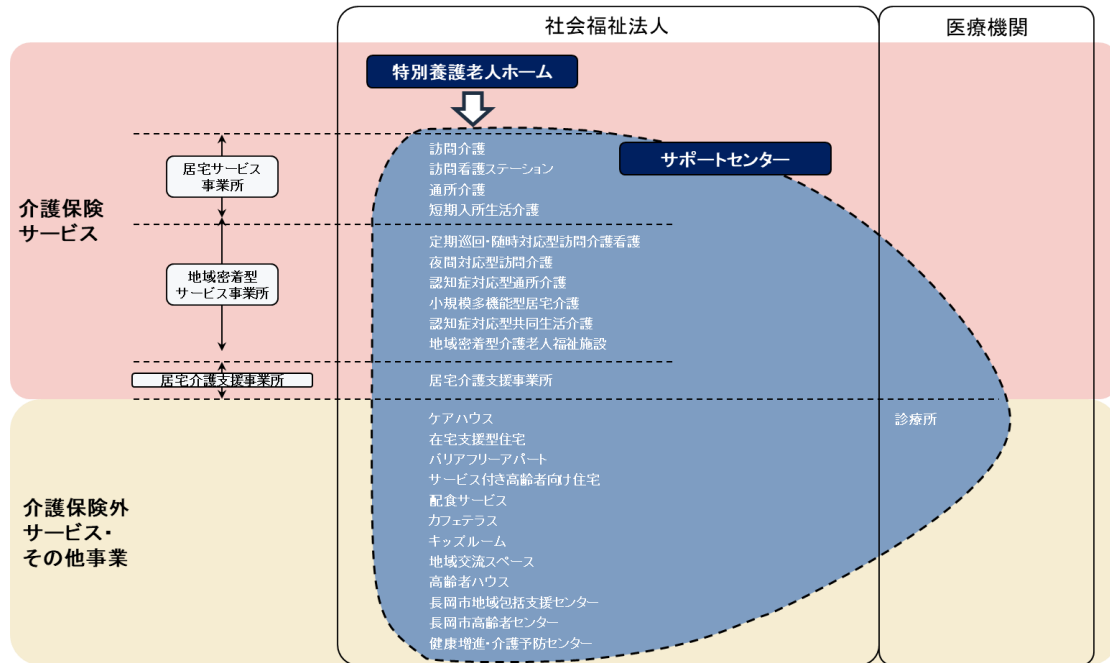 社会福祉法人
医療機関
特別養護老人ホーム
サポートセンター
介護保険
サービス
居宅サービス
事業所
訪問介護
訪問看護ステーション
通所介護
短期入所生活介護
地域密着型
サービス事業所
定期巡回・随時対応型訪問介護看護
夜間対応型訪問介護
認知症対応型通所介護
小規模多機能型居宅介護
認知症対応型共同生活介護
地域密着型介護老人福祉施設
居宅介護支援事業所
居宅介護支援事業所
介護保険外
サービス・
その他事業
ケアハウス
在宅支援型住宅
バリアフリーアパート
サービス付き高齢者向け住宅
配食サービス
カフェテラス
キッズルーム
地域交流スペース
高齢者ハウス
長岡市地域包括支援センター
長岡市高齢者センター
健康増進・介護予防センター
診療所